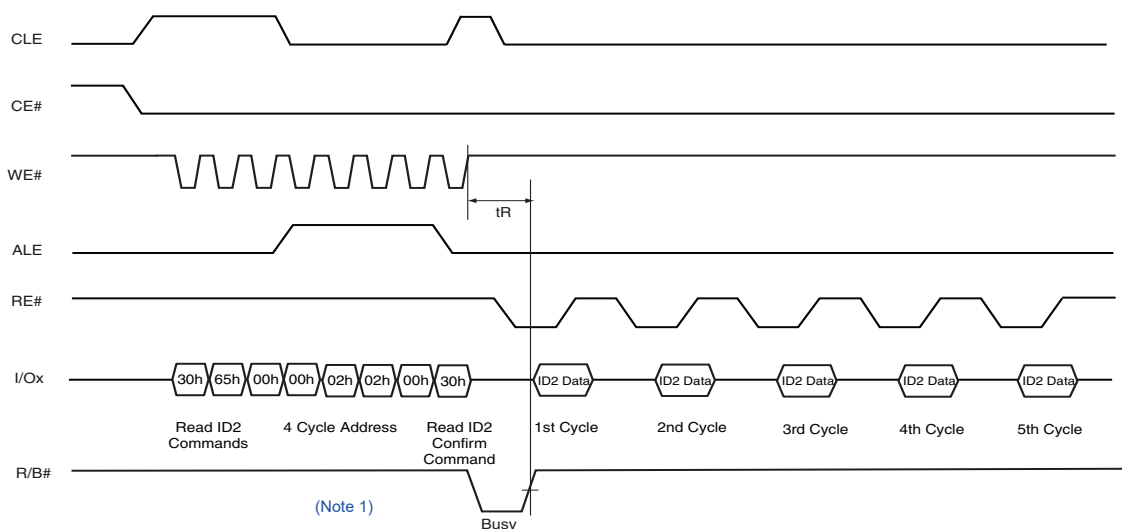 CLE
CE#
WE#
tR
ALE
RE#
I/Ox 30h 65h 00h 00h 02h 02h 00h 30h ID2 Data ID2 Data ID2 Data ID2 Data ID2 Data
Read ID2 Commands
4 Cycle Address
Read ID2 Confirm Command
1st Cycle
2nd Cycle
3rd Cycle
4th Cycle
5th Cycle
R/B#
(Note 1)
Busy